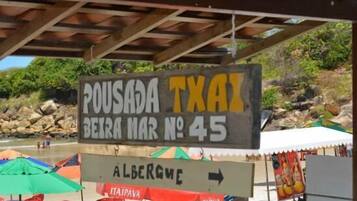 POUSADA TXAI
BEIRA MAR Nº 45
ALBERGUE →
ITAIPAVA